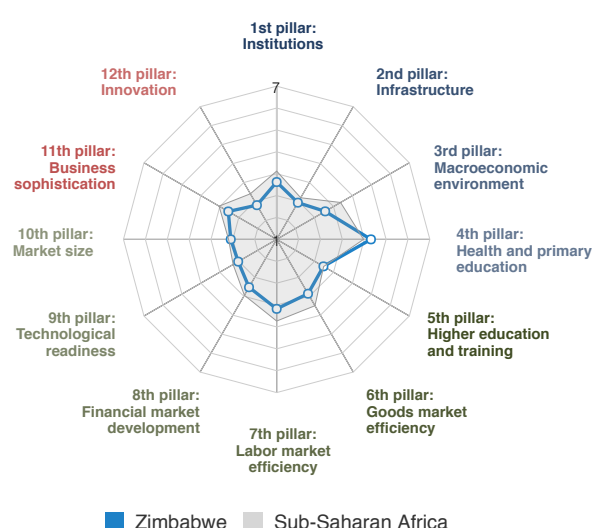 1st pillar:
Institutions
2nd pillar:
Infrastructure
3rd pillar:
Macroeconomic
environment
4th pillar:
Health and primary
education
5th pillar:
Higher education
and training
6th pillar:
Goods market
efficiency
7th pillar:
Labor market
efficiency
8th pillar:
Financial market
development
9th pillar:
Technological
readiness
10th pillar:
Market size
11th pillar:
Business
sophistication
12th pillar:
Innovation
7
1
Zimbabwe
Sub-Saharan Africa